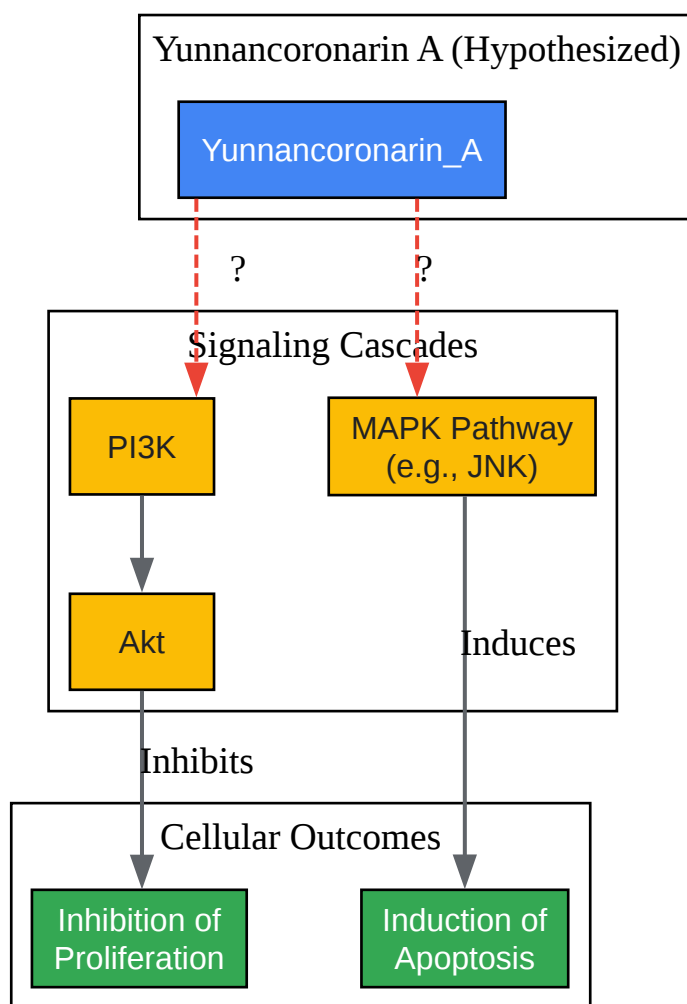 Yunnancoronarin A (Hypothesized)
Yunnancoronarin_A
?
?
Signaling Cascades
PI3K
MAPK Pathway
(e.g., JNK)
Akt
Induces
Inhibits
Cellular Outcomes
Inhibition of
Proliferation
Induction of
Apoptosis